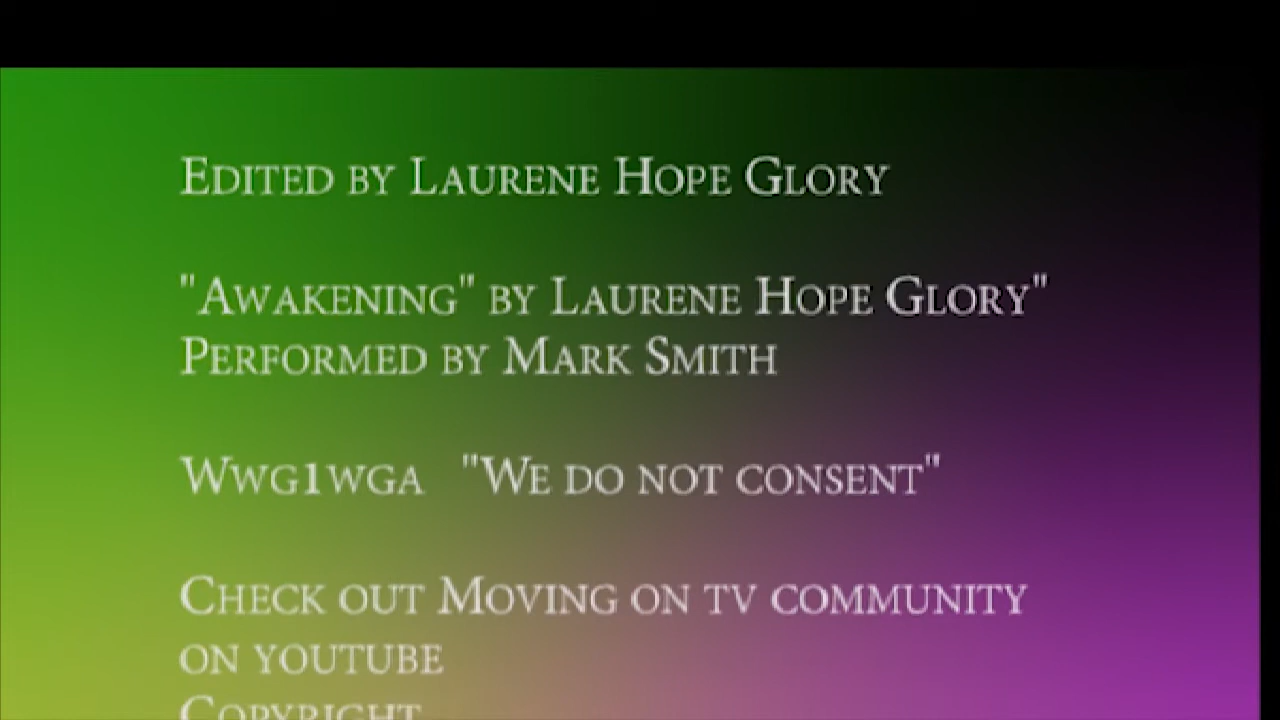 Edited by Laurene Hope Glory
"Awakening" by Laurene Hope Glory"
Performed by Mark Smith
Wwg1wga "We do not consent"
Check out Moving on tv community
on youtube
Copyright